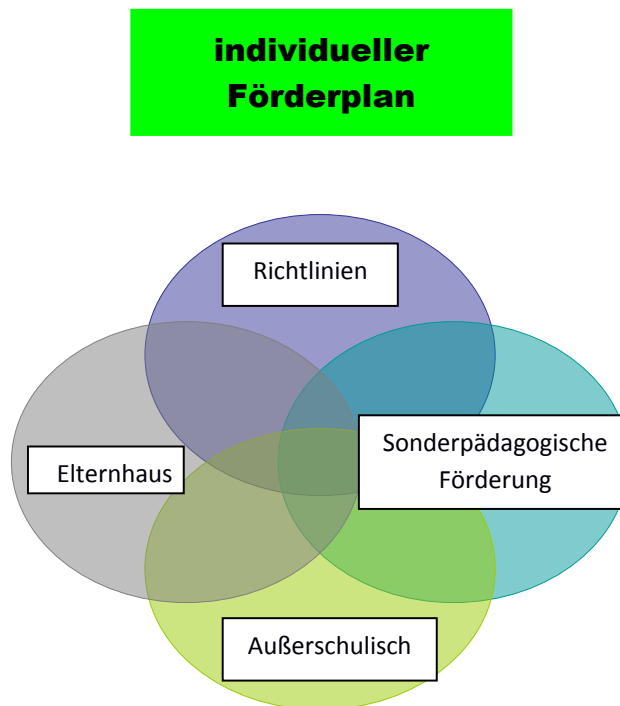 individueller
Förderplan
Richtlinien
Elternhaus
Sonderpädagogische
Förderung
Außerschulisch